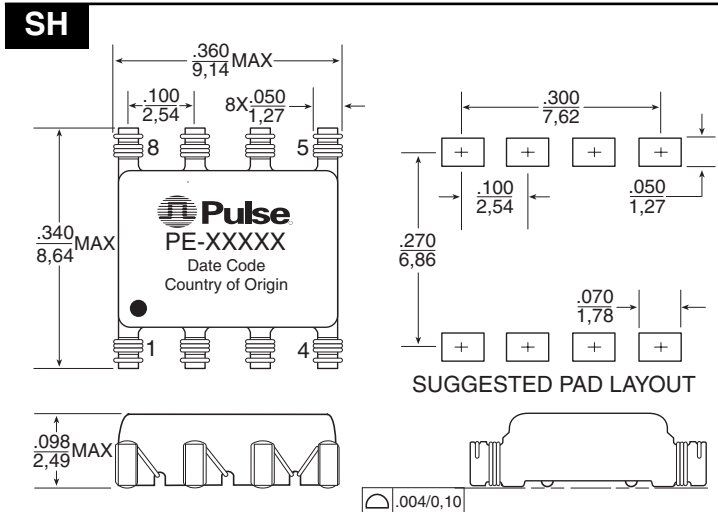 SH
.360
9,14 MAX
.100
2,54
8X .050
1,27
8
5
Pulse
PE-XXXXX
Date Code
Country of Origin
.340
8,64 MAX
1
4
.300
7,62
.100
2,54
.050
1,27
.270
6,86
.070
1,78
SUGGESTED PAD LAYOUT
.098
2,49 MAX
.004/0,10